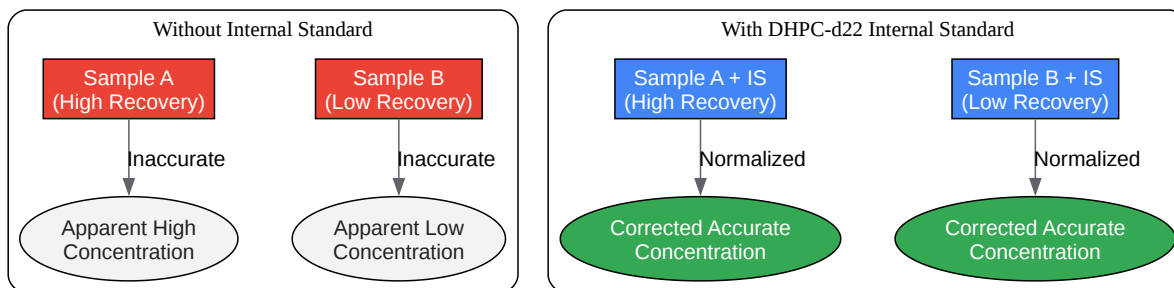 Without Internal Standard
Sample A
(High Recovery)
Sample B
(Low Recovery)
Inaccurate
Inaccurate
Apparent High
Concentration
Apparent Low
Concentration
With DHPC-d22 Internal Standard
Sample A + IS
(High Recovery)
Sample B + IS
(Low Recovery)
Normalized
Normalized
Corrected Accurate
Concentration
Corrected Accurate
Concentration